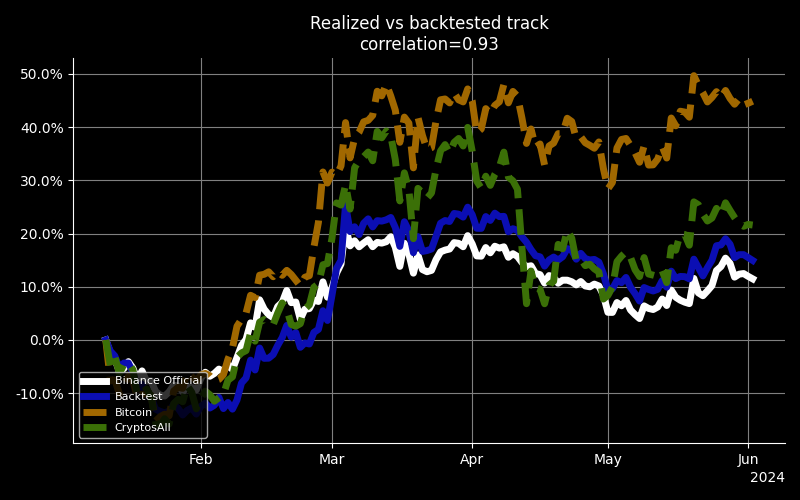 Realized vs backtested track
correlation=0.93
50.0%
40.0%
30.0%
20.0%
10.0%
0.0%
-10.0%
Binance Official
Backtest
Bitcoin
CryptosAll
Feb
Mar
Apr
May
Jun
2024